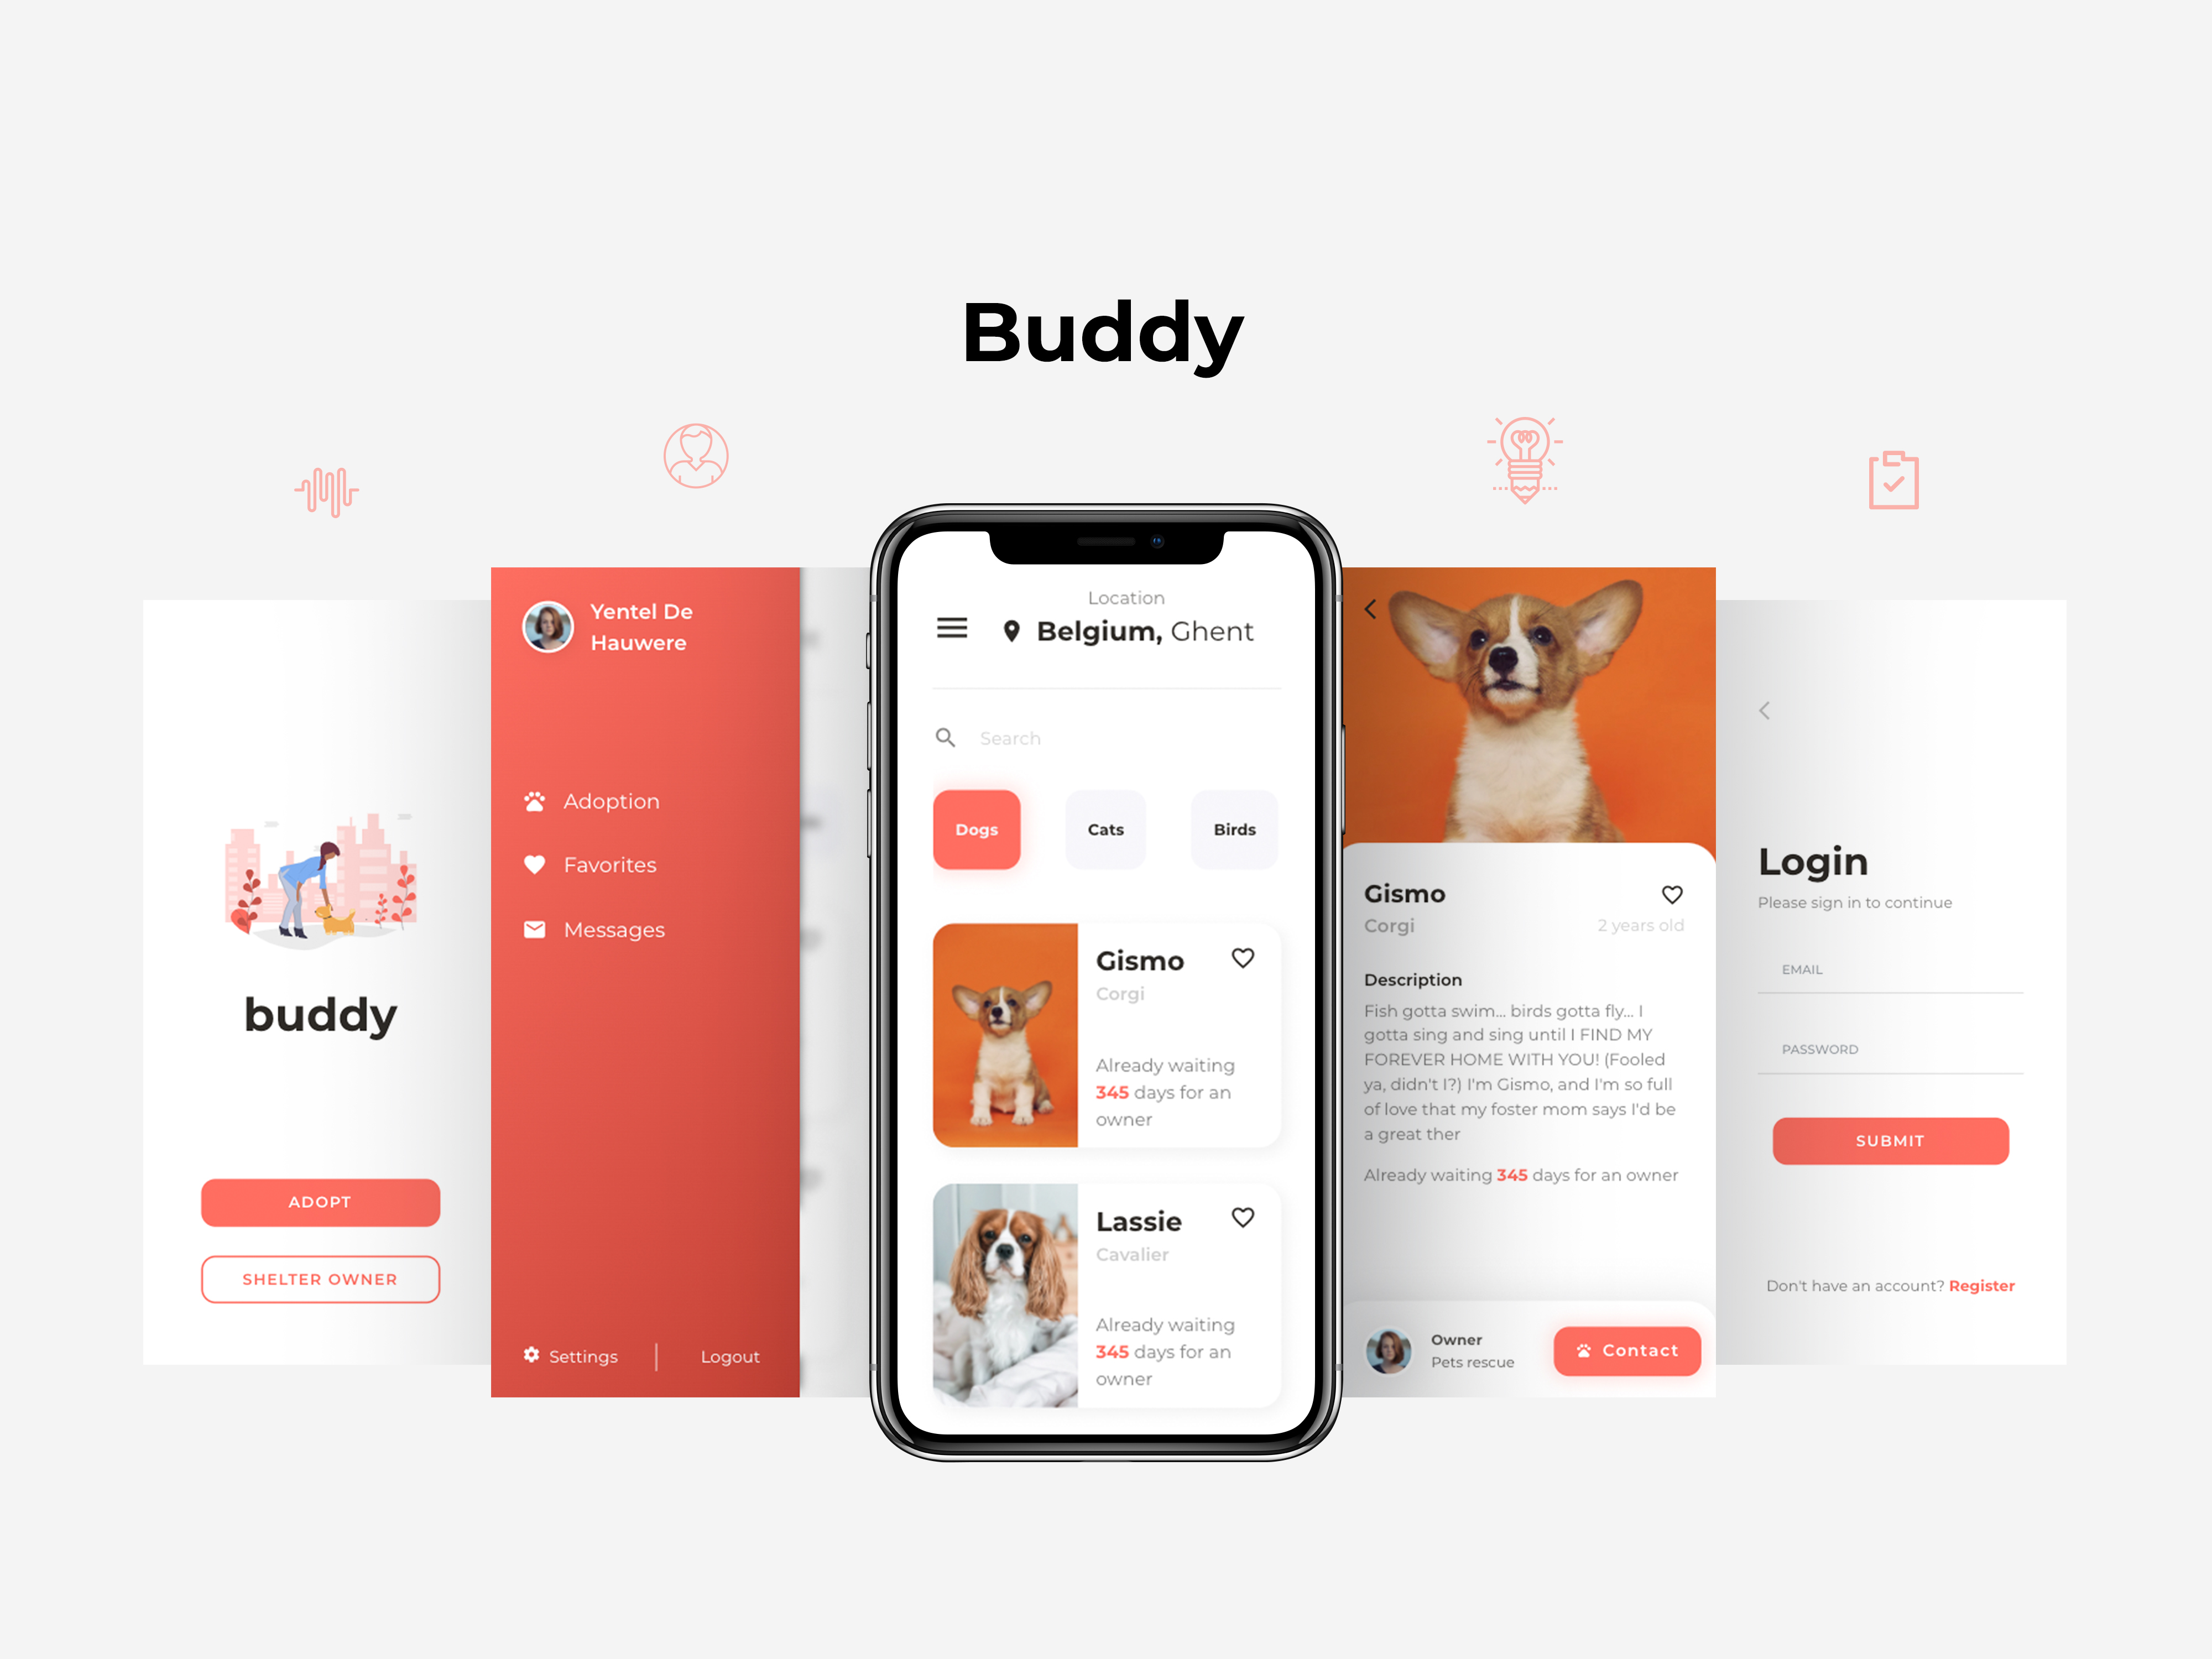 Buddy
buddy
ADOPT
SHELTER OWNER
Yentel De
Hauwere
Adoption
Favorites
Messages
Settings
Logout
Location
Belgium, Ghent
Search
Dogs
Cats
Birds
Gismo
Corgi
Already waiting
345 days for an
owner
Lassie
Cavalier
Already waiting
345 days for an
owner
Gismo
Corgi
2 years old
Description
Fish gotta swim... birds gotta fly... I
gotta sing and sing until I FIND MY
FOREVER HOME WITH YOU! (Fooled
ya, didn't I?) I'm Gismo, and I'm so full
of love that my foster mom says I'd be
a great ther
Already waiting 345 days for an owner
Owner
Pets rescue
Contact
Login
Please sign in to continue
EMAIL
PASSWORD
SUBMIT
Don't have an account? Register